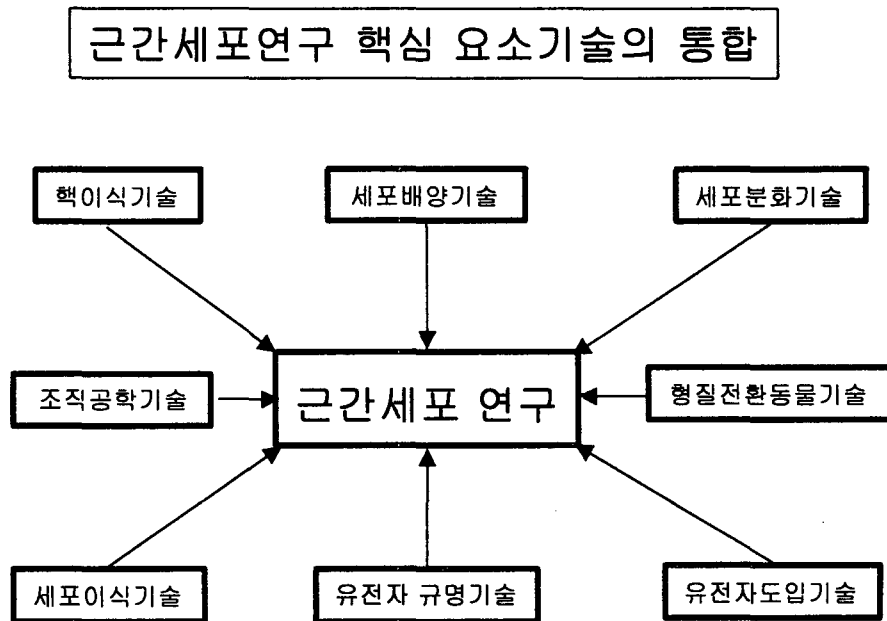 근간세포연구 핵심 요소기술의 통합
핵이식기술
세포배양기술
세포분화기술
조직공학기술
근간세포 연구
형질전환동물기술
세포이식기술
유전자 규명기술
유전자도입기술